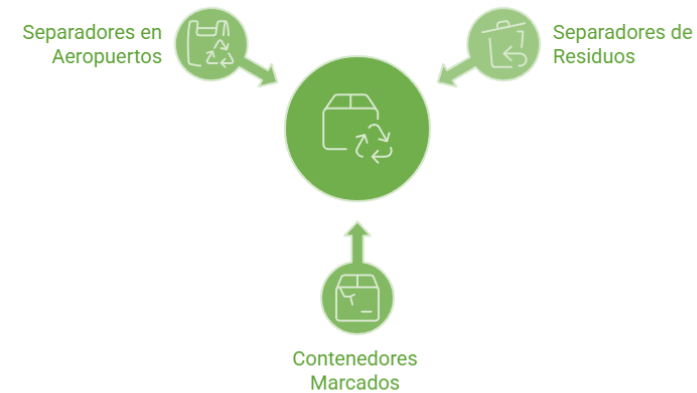 Separadores en
Aeropuertos
Separadores de
Residuos
Contenedores
Marcados